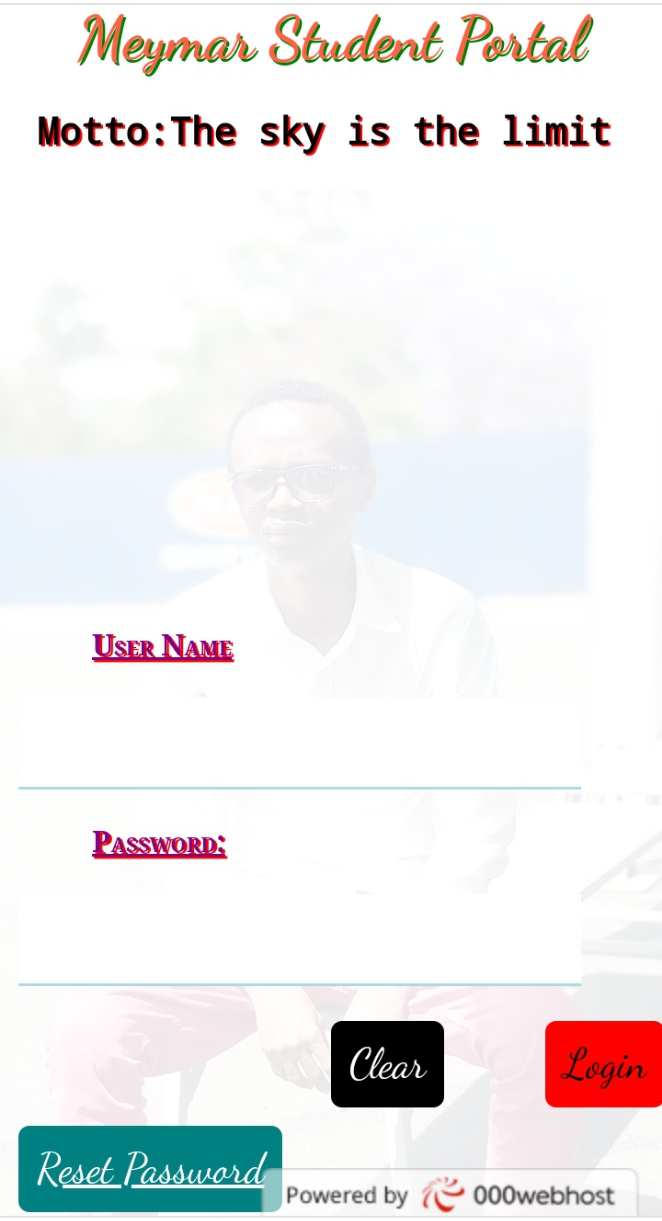 Meymar Student Portal
Motto:The sky is the limit
User Name
Password:
Clear
Login
Reset Password
Powered by 000webhost